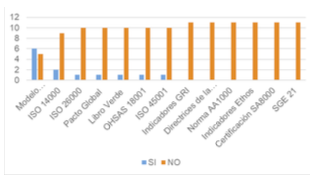 12
10
8
6
4
2
0
Modelo...
ISO 14000
ISO 26000
Pacto Global
Libro Verde
OHSAS 18001
ISO 45001
Indicadores GRI
Directrices de la...
Norma AA1000
Indicadores Ethos
Certificación SA8000
SGE 21
SI NO